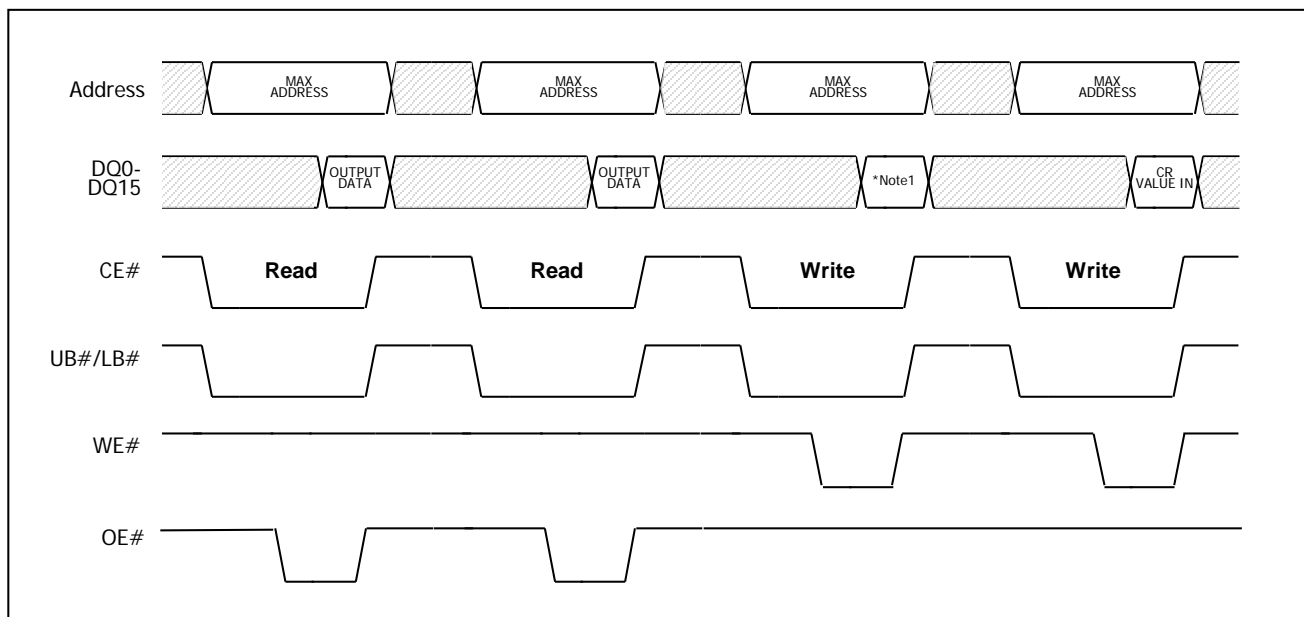 Address
MAX
ADDRESS
MAX
ADDRESS
MAX
ADDRESS
MAX
ADDRESS
DQ0-
DQ15
OUTPUT
DATA
OUTPUT
DATA
*Note1
CR
VALUE IN
CE#
Read
Read
Write
Write
UB#/LB#
WE#
OE#